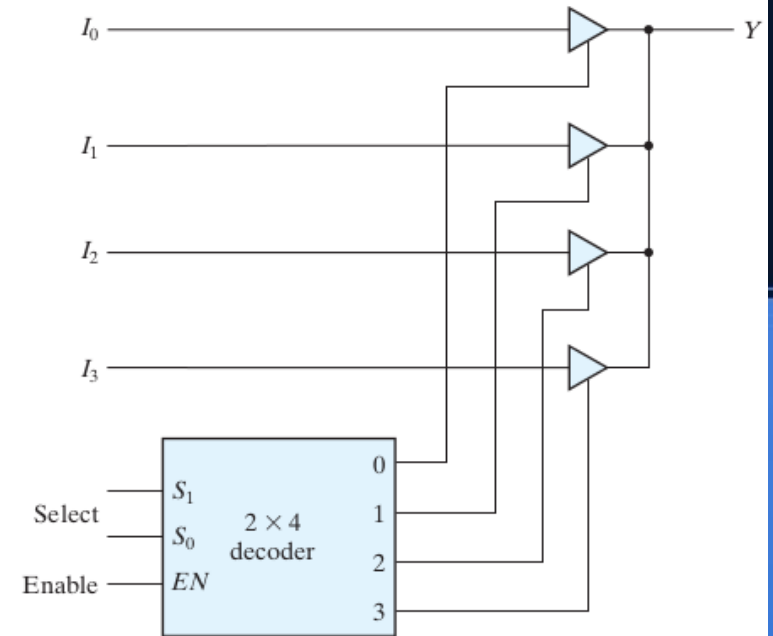 I₀
Y
I₁
I₂
I₃
0
S₁
Select
1
2 × 4
S₀
decoder
2
Enable
EN
3